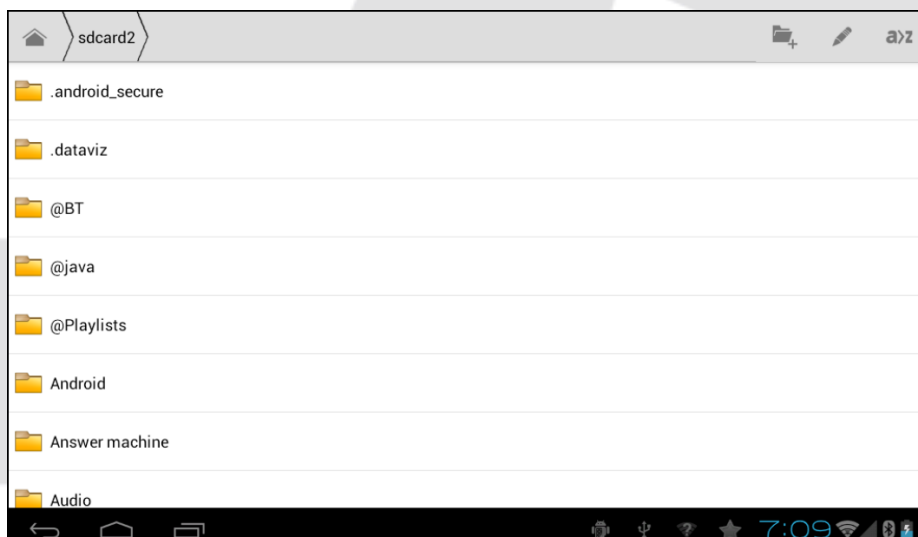 sdcard2
a>z
.android_secure
.dataviz
@BT
@java
@Playlists
Android
Answer machine
Audio
7:09